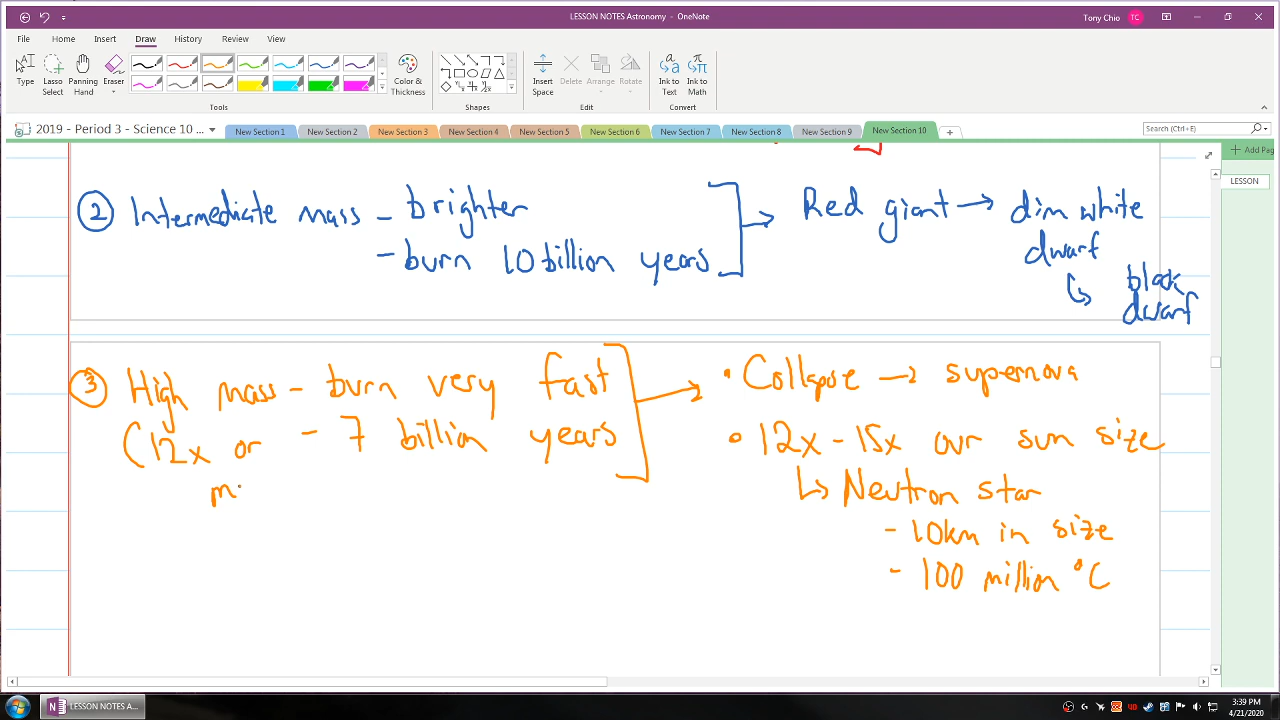 LESSON NOTES Astronomy - OneNote
Tony Chio TC
File Home Insert Draw History Review View
Type Lasso Select Panning Hand Eraser Color & Thickness Insert Space Delete Arrange Rotate Ink to Text Ink to Math
Tools Shapes Edit Convert
2019 - Period 3 - Science 10 ... New Section 1 New Section 2 New Section 3 New Section 4 New Section 5 New Section 6 New Section 7 New Section 8 New Section 9 New Section 10 Search (Ctrl+E)
Add Pag
LESSON
② Intermediate mass - brighter
- burn 10 billion years
Red giant → dim white
dwarf
↳ black
dwarf
③ High mass - burn very fast
(12x or - 7 billion years
m
• Collapse → supernova
• 12x - 15x our sun size
↳ Neutron star
- 10km in size
- 100 million °C
LESSON NOTES A...
3:39 PM
4/21/2020